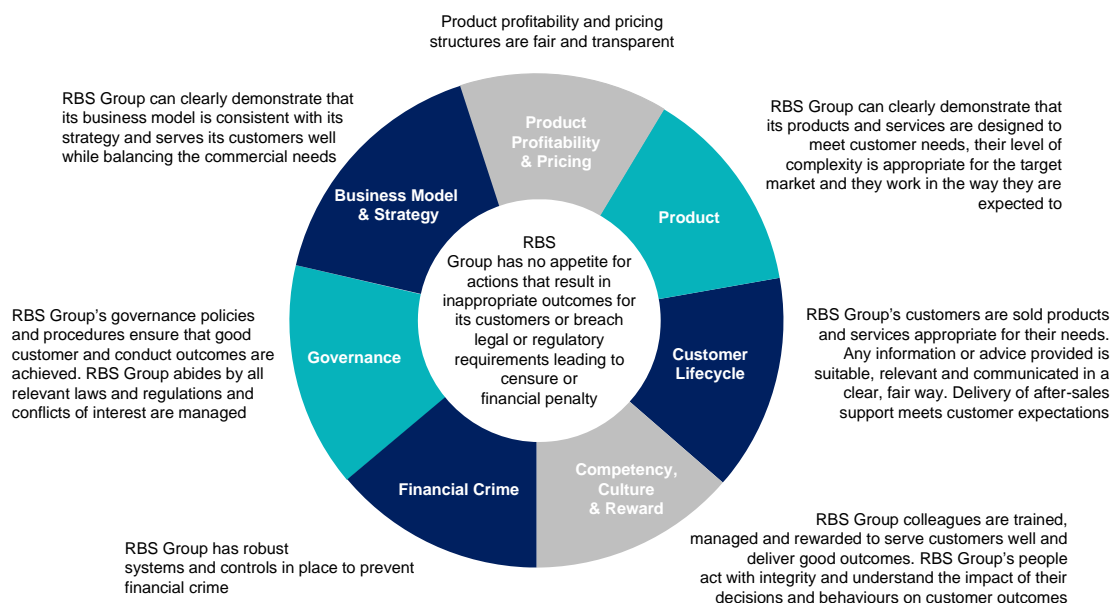 Product profitability and pricing
structures are fair and transparent
RBS Group can clearly demonstrate that
its business model is consistent with its
strategy and serves its customers well
while balancing the commercial needs
Product
Profitability
& Pricing
RBS Group can clearly demonstrate that
its products and services are designed to
meet customer needs, their level of
complexity is appropriate for the target
market and they work in the way they are
expected to
Business Model
& Strategy
Product
RBS
Group has no appetite for
actions that result in
inappropriate outcomes for
its customers or breach
legal or regulatory
requirements leading to
censure or
financial penalty
RBS Group's governance policies
and procedures ensure that good
customer and conduct outcomes are
achieved. RBS Group abides by all
relevant laws and regulations and
conflicts of interest are managed
Governance
Customer
Lifecycle
RBS Group's customers are sold products
and services appropriate for their needs.
Any information or advice provided is
suitable, relevant and communicated in a
clear, fair way. Delivery of after-sales
support meets customer expectations
Financial Crime
Competency,
Culture
& Reward
RBS Group has robust
systems and controls in place to prevent
financial crime
RBS Group colleagues are trained,
managed and rewarded to serve customers well and
deliver good outcomes. RBS Group's people
act with integrity and understand the impact of their
decisions and behaviours on customer outcomes